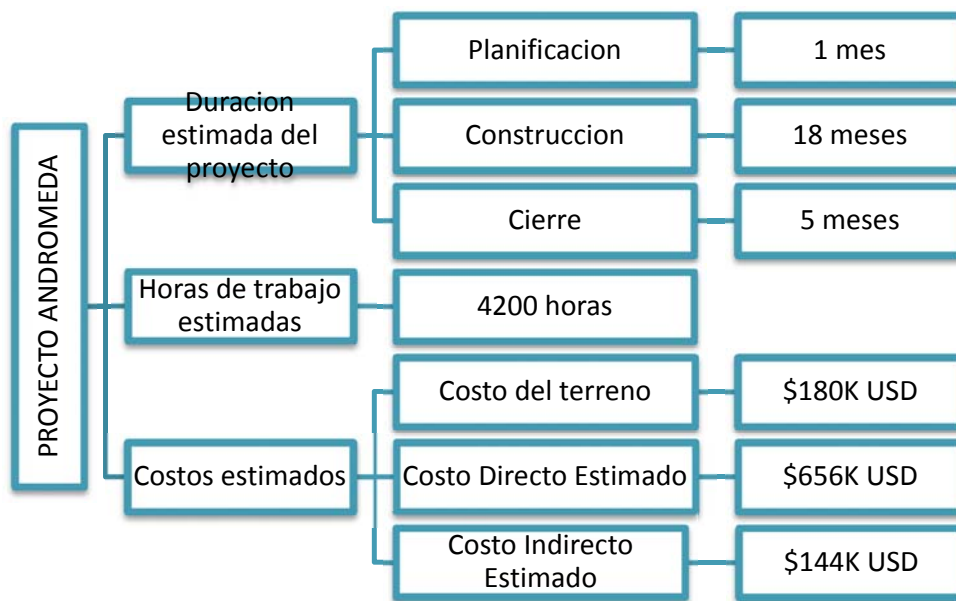 PROYECTO ANDROMEDA
Duracion
estimada del
proyecto
Planificacion
1 mes
Construccion
18 meses
Cierre
5 meses
Horas de trabajo
estimadas
4200 horas
Costos estimados
Costo del terreno
$180K USD
Costo Directo Estimado
$656K USD
Costo Indirecto
Estimado
$144K USD